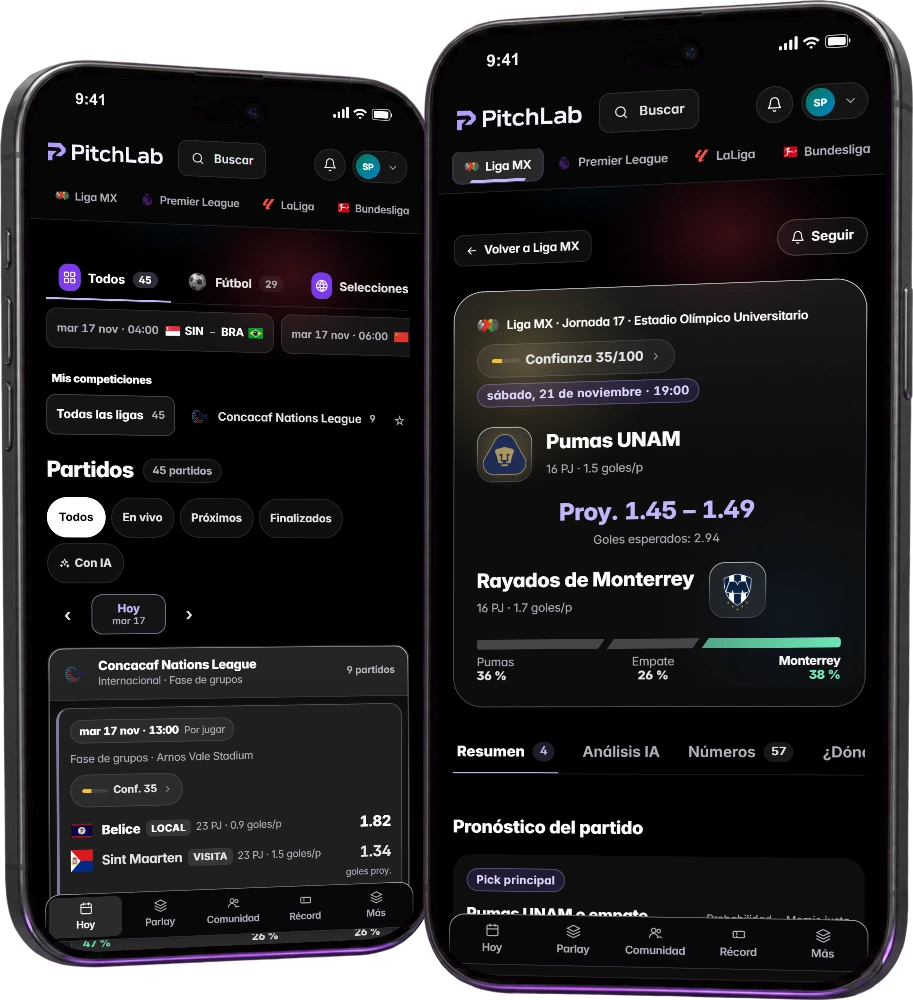 9:41
PitchLab
Buscar
SP
Liga MX
Premier League
LaLiga
Bundesliga
Todos 45
Fútbol 29
Selecciones
mar 17 nov · 04:00 SIN - BRA
mar 17 nov · 06:00
Mis competiciones
Todas las ligas 45
Concacaf Nations League 9
Partidos 45 partidos
Todos
En vivo
Próximos
Finalizados
Con IA
Hoy
mar 17
Concacaf Nations League
Internacional · Fase de grupos
9 partidos
mar 17 nov · 13:00 Por jugar
Fase de grupos · Arnos Vale Stadium
Conf. 35
Belice LOCAL 23 PJ · 0.9 goles/p 1.82
Sint Maarten VISITA 23 PJ · 1.5 goles/p 1.34
goles proy.
Hoy
Parlay
Comunidad
Récord
Más
47 % 26 % 26 %
9:41
PitchLab
Buscar
SP
Liga MX
Premier League
LaLiga
Bundesliga
← Volver a Liga MX
Seguir
Liga MX · Jornada 17 · Estadio Olímpico Universitario
Confianza 35/100
sábado, 21 de noviembre · 19:00
Pumas UNAM
16 PJ · 1.5 goles/p
Proy. 1.45 – 1.49
Goles esperados: 2.94
Rayados de Monterrey
16 PJ · 1.7 goles/p
Pumas Empate Monterrey
36 % 26 % 38 %
Resumen 4
Análisis IA
Números 57
Pronóstico del partido
Pick principal
Pumas UNAM o empate
Probabilidad
Hoy
Parlay
Comunidad
Récord
Más